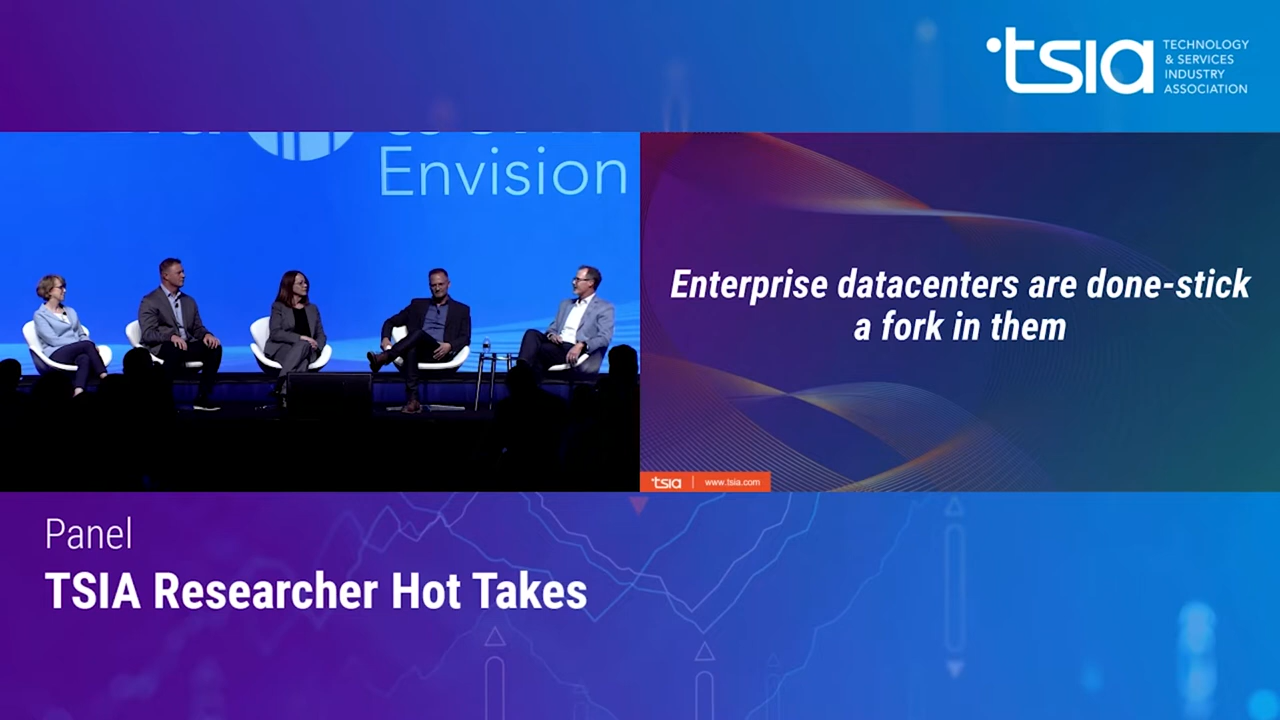 tsia
TECHNOLOGY
& SERVICES
INDUSTRY
ASSOCIATION
Envision
Enterprise datacenters are done-stick
a fork in them
tsia | www.tsia.com
Panel
TSIA Researcher Hot Takes